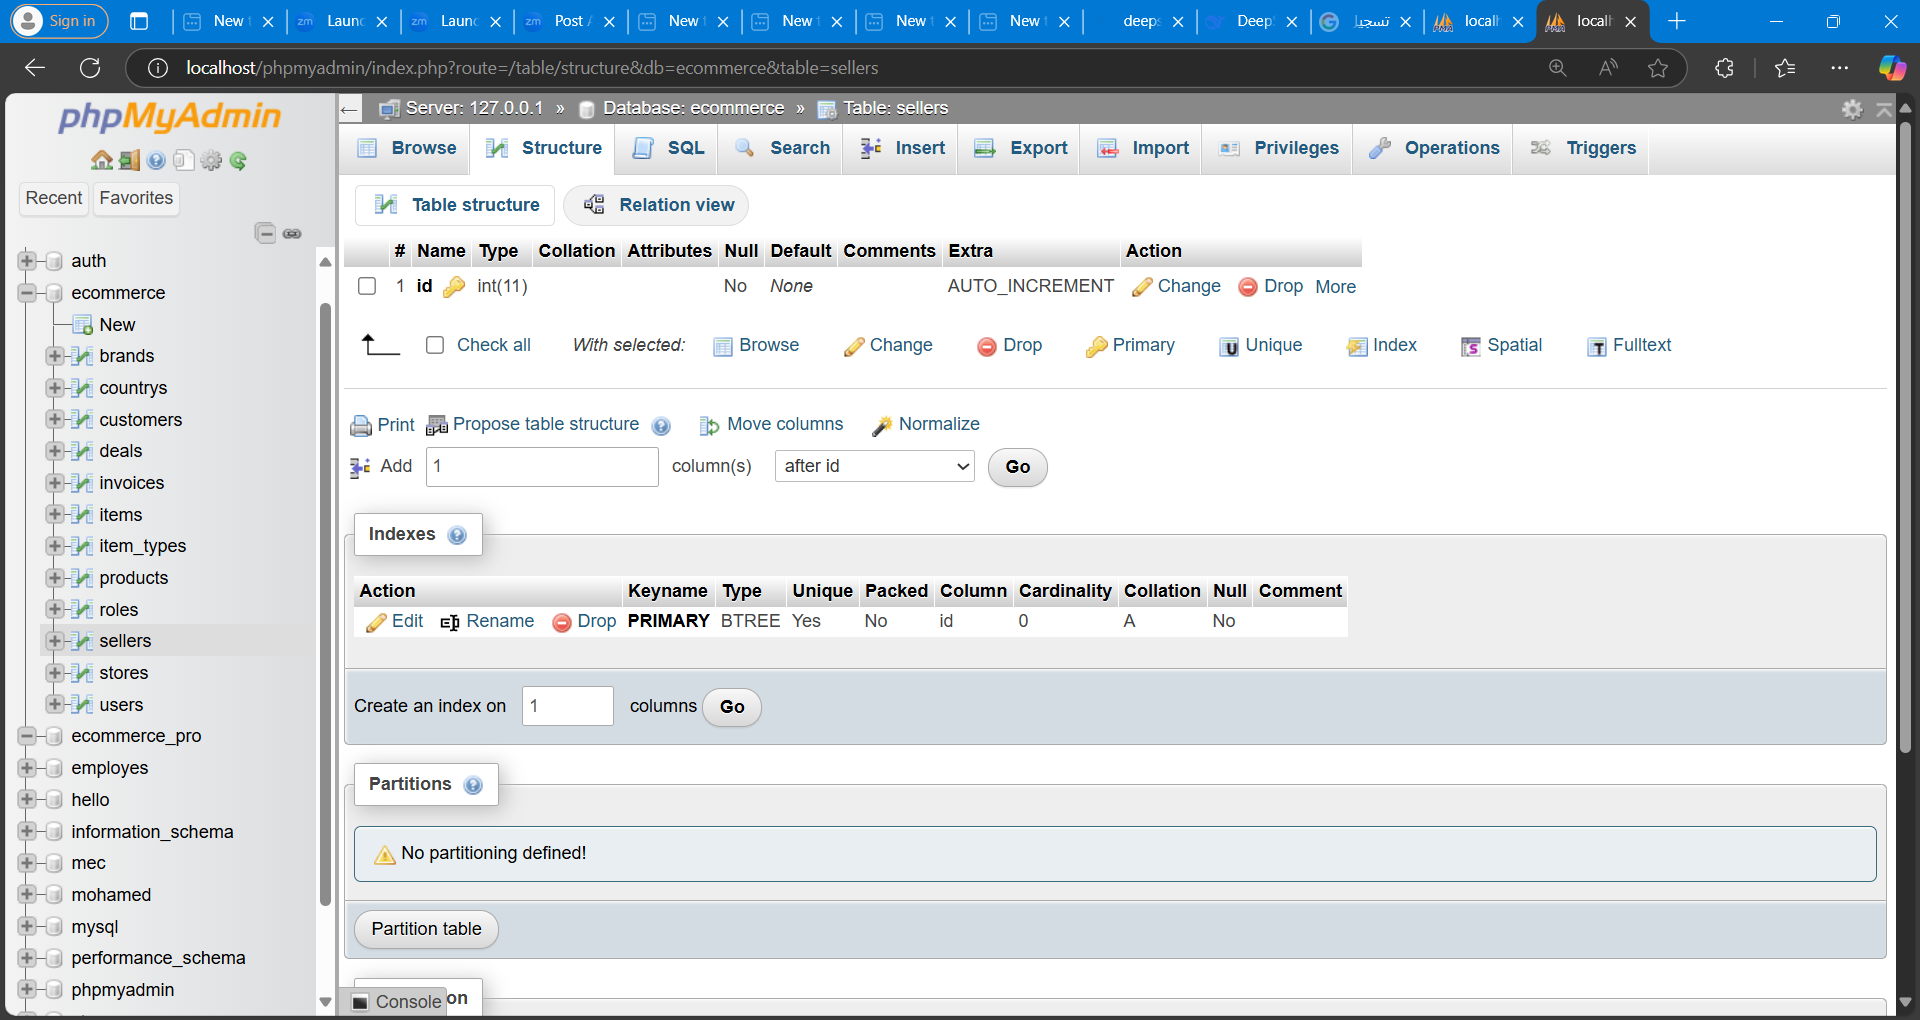 Sign in
New
Laun
Laun
Post
New
New
New
New
deeps
Deep
تسجيل
local
local
localhost/phpmyadmin/index.php?route=/table/structure&db=ecommerce&table=sellers
phpMyAdmin
Recent
Favorites
auth
ecommerce
New
brands
countrys
customers
deals
invoices
items
item_types
products
roles
sellers
stores
users
ecommerce_pro
employes
hello
information_schema
mec
mohamed
mysql
performance_schema
phpmyadmin
Server: 127.0.0.1 » Database: ecommerce » Table: sellers
Browse Structure SQL Search Insert Export Import Privileges Operations Triggers
Table structure Relation view
# Name Type Collation Attributes Null Default Comments Extra Action
1 id int(11) No None AUTO_INCREMENT Change Drop More
Check all With selected: Browse Change Drop Primary Unique Index Spatial Fulltext
Print Propose table structure Move columns Normalize
Add 1 column(s) after id Go
Indexes
Action Keyname Type Unique Packed Column Cardinality Collation Null Comment
Edit Rename Drop PRIMARY BTREE Yes No id 0 A No
Create an index on 1 columns Go
Partitions
No partitioning defined!
Partition table
Console on